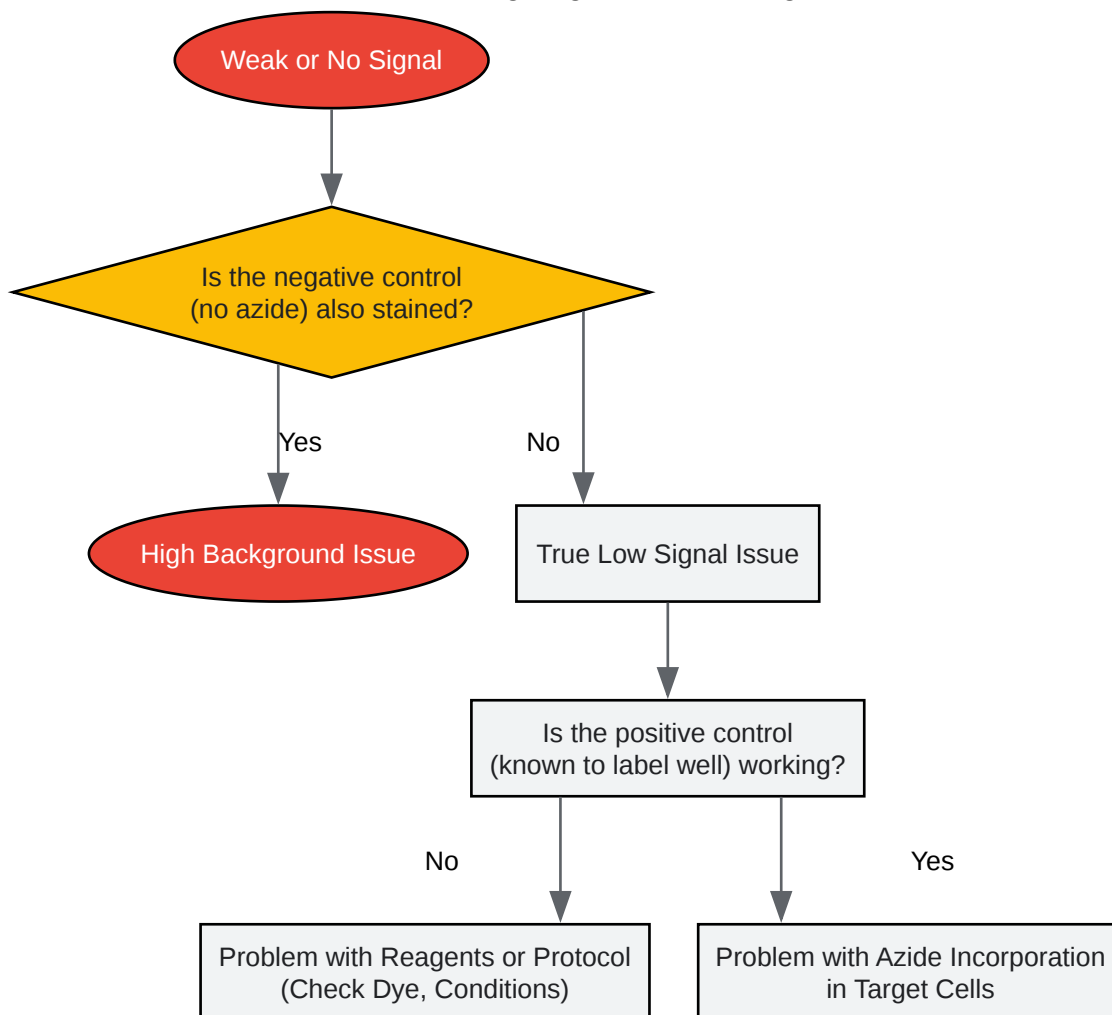 Weak or No Signal
Is the negative control
(no azide) also stained?
Yes
No
High Background Issue
True Low Signal Issue
Is the positive control
(known to label well) working?
No
Yes
Problem with Reagents or Protocol
(Check Dye, Conditions)
Problem with Azide Incorporation
in Target Cells